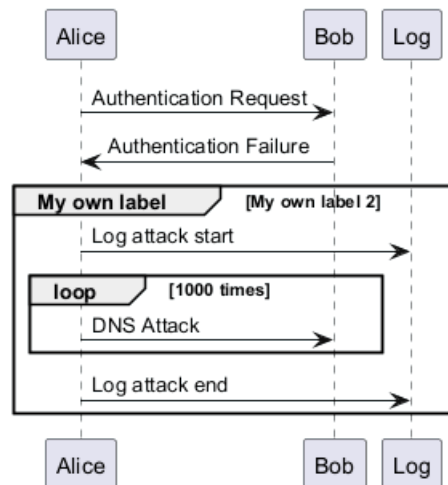 Alice Bob Log
Authentication Request
Authentication Failure
My own label [My own label 2]
Log attack start
loop [1000 times]
DNS Attack
Log attack end
Alice Bob Log